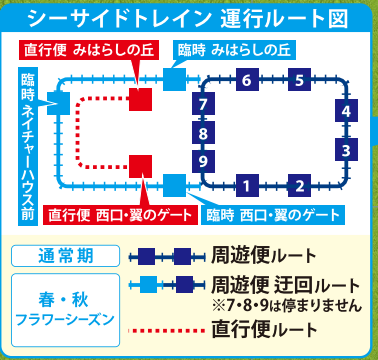 シーサイドトレイン 運行ルート図
直行便 みはらしの丘
臨時 みはらしの丘
臨時 ネイチャーハウス前
6
5
7
4
8
3
9
1
2
直行便 西口・翼のゲート
臨時 西口・翼のゲート
通常期
周遊便ルート
春・秋
フラワーシーズン
周遊便 迂回ルート
※7・8・9は停まりません
直行便ルート